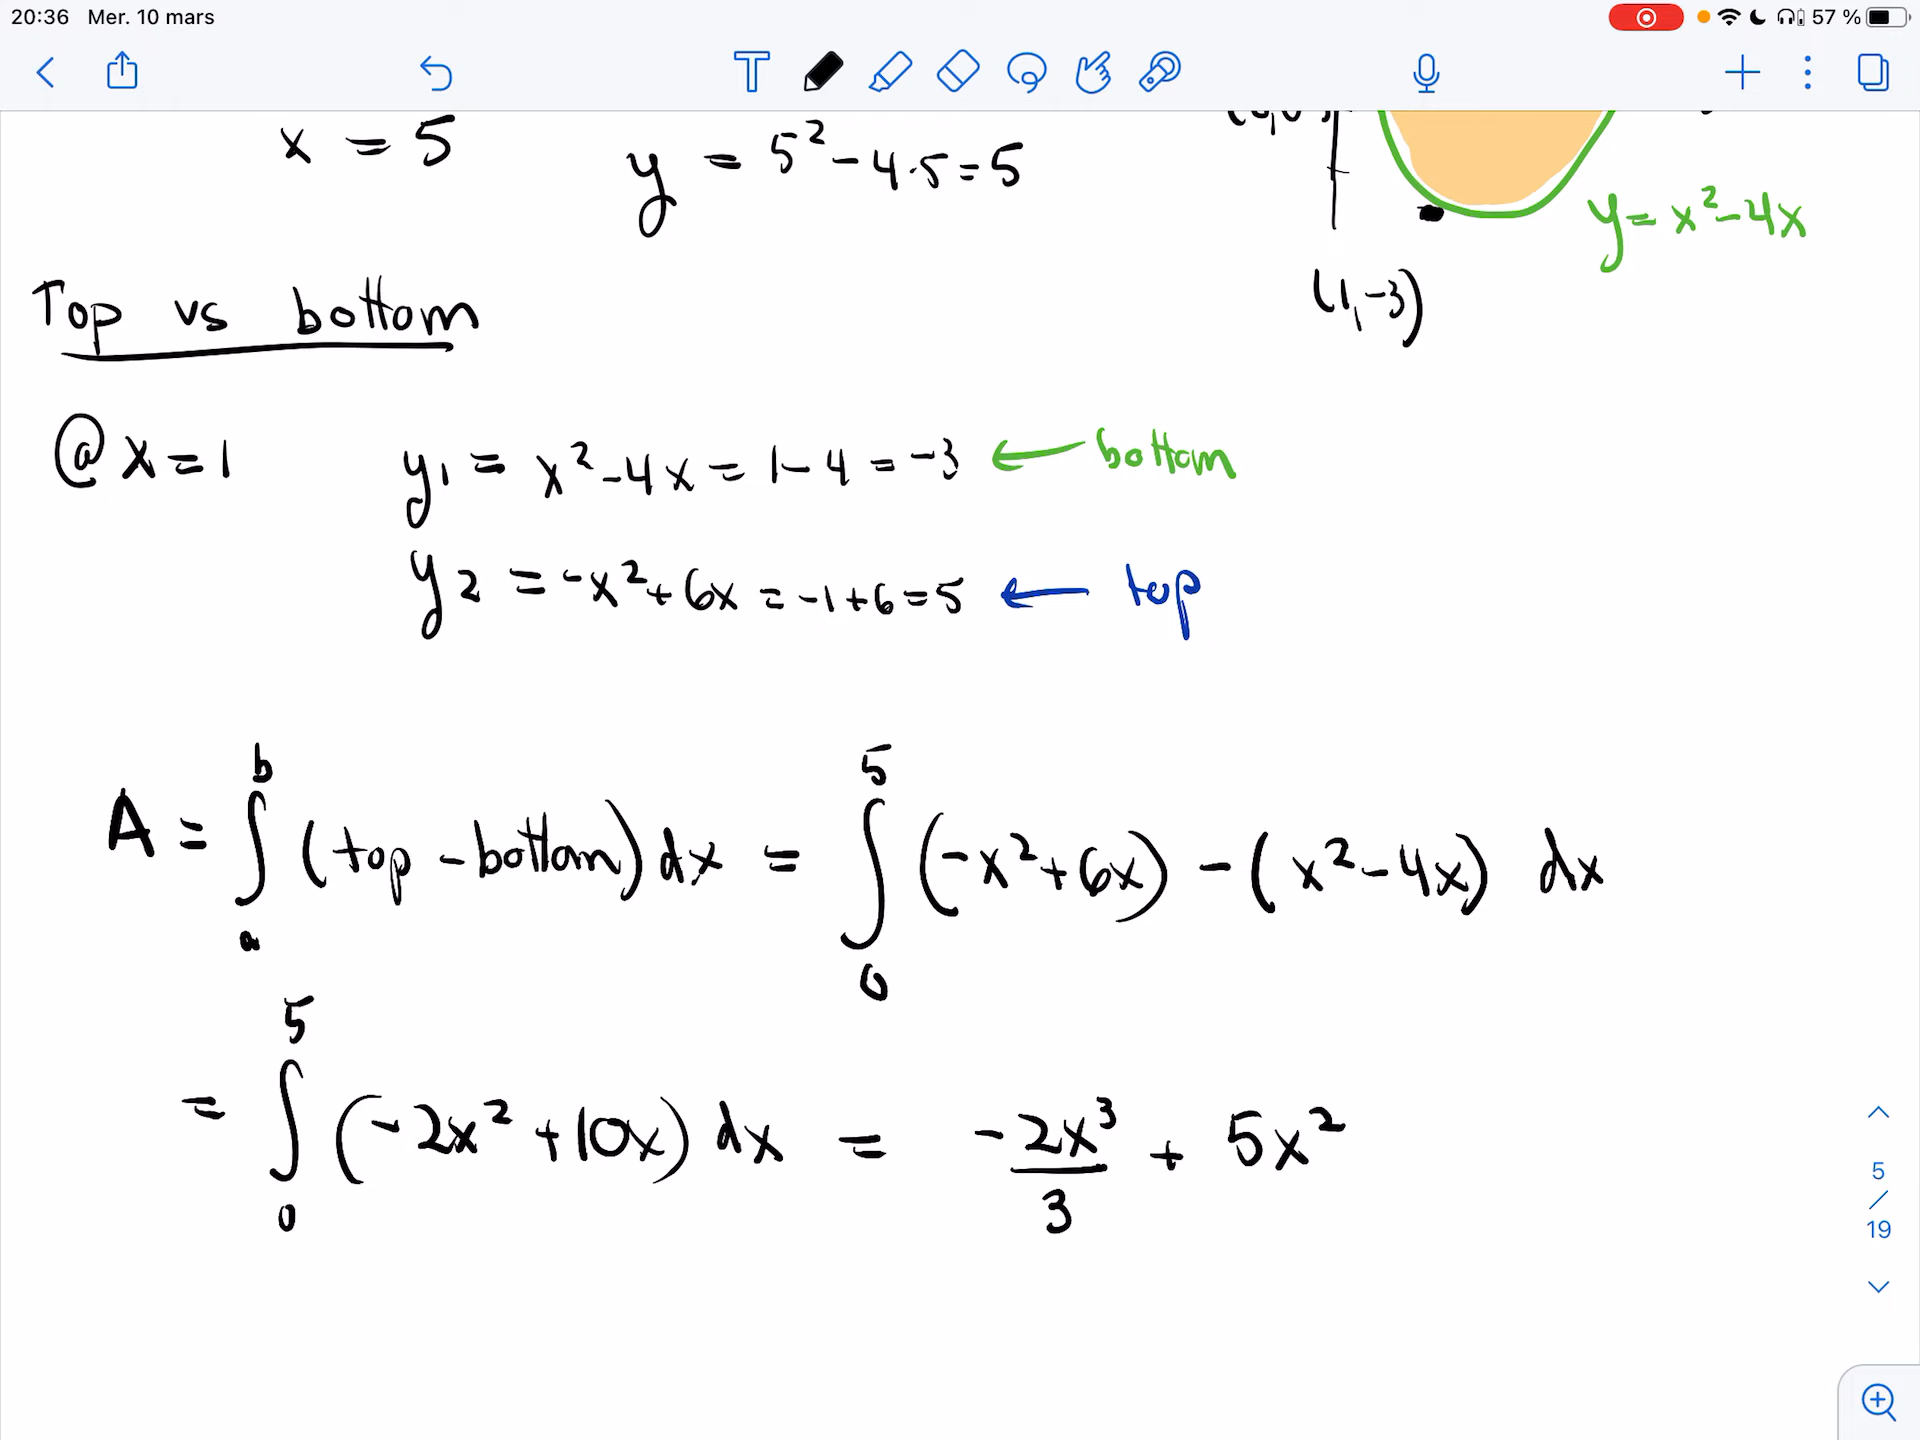 20:36 Mer. 10 mars 57 %
T
x = 5 y = 5² - 4·5 = 5
y = x² - 4x
(1, -3)
Top vs bottom
@ x = 1 y₁ = x² - 4x = 1 - 4 = -3 ← bottom
y₂ = -x² + 6x = -1 + 6 = 5 ← top
A = ∫ₐᵇ (top - bottom) dx = ∫₀⁵ (-x² + 6x) - (x² - 4x) dx
= ∫₀⁵ (-2x² + 10x) dx = -2x³/3 + 5x²
5 / 19